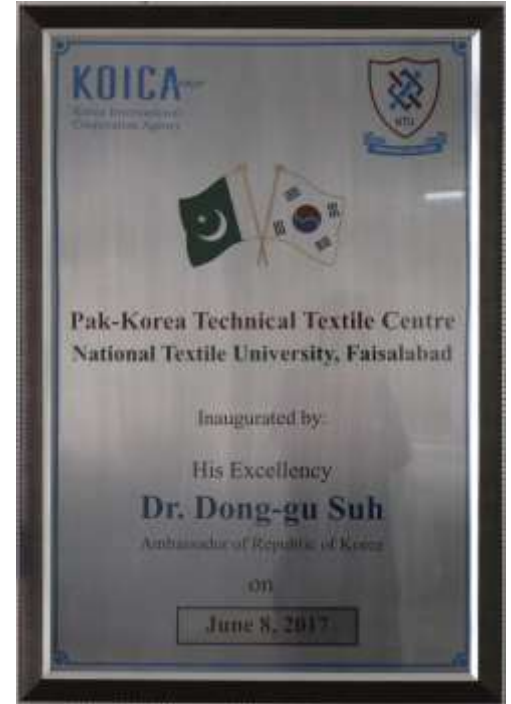 KOICA
Korea International
Cooperation Agency
NTU
Pak-Korea Technical Textile Centre
National Textile University, Faisalabad
Inaugurated by:
His Excellency
Dr. Dong-gu Suh
Ambassador of Republic of Korea
on
June 8, 2017